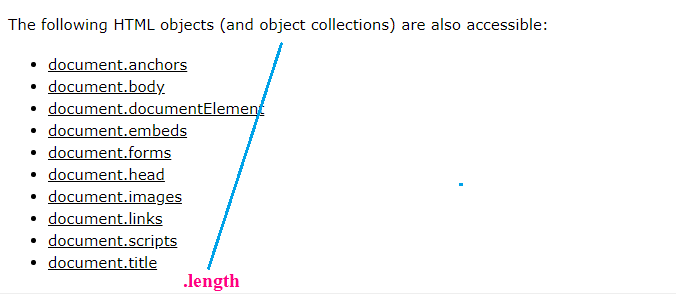 The following HTML objects (and object collections) are also accessible:
document.anchors
document.body
document.documentElement
document.embeds
document.forms
document.head
document.images
document.links
document.scripts
document.title
.length